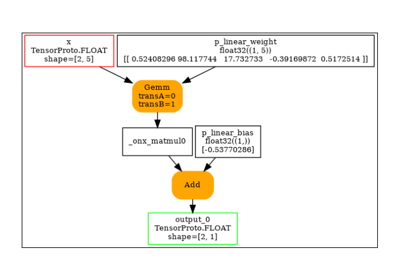 x
TensorProto.FLOAT
shape=[2, 5]
p_linear_weight
float32((1, 5))
[[ 0.52408296 98.117744 17.732733 -0.39169872 0.5172514 ]]
Gemm
transA=0
transB=1
_onx_matmul0
p_linear_bias
float32((1,))
[-0.53770286]
Add
output_0
TensorProto.FLOAT
shape=[2, 1]